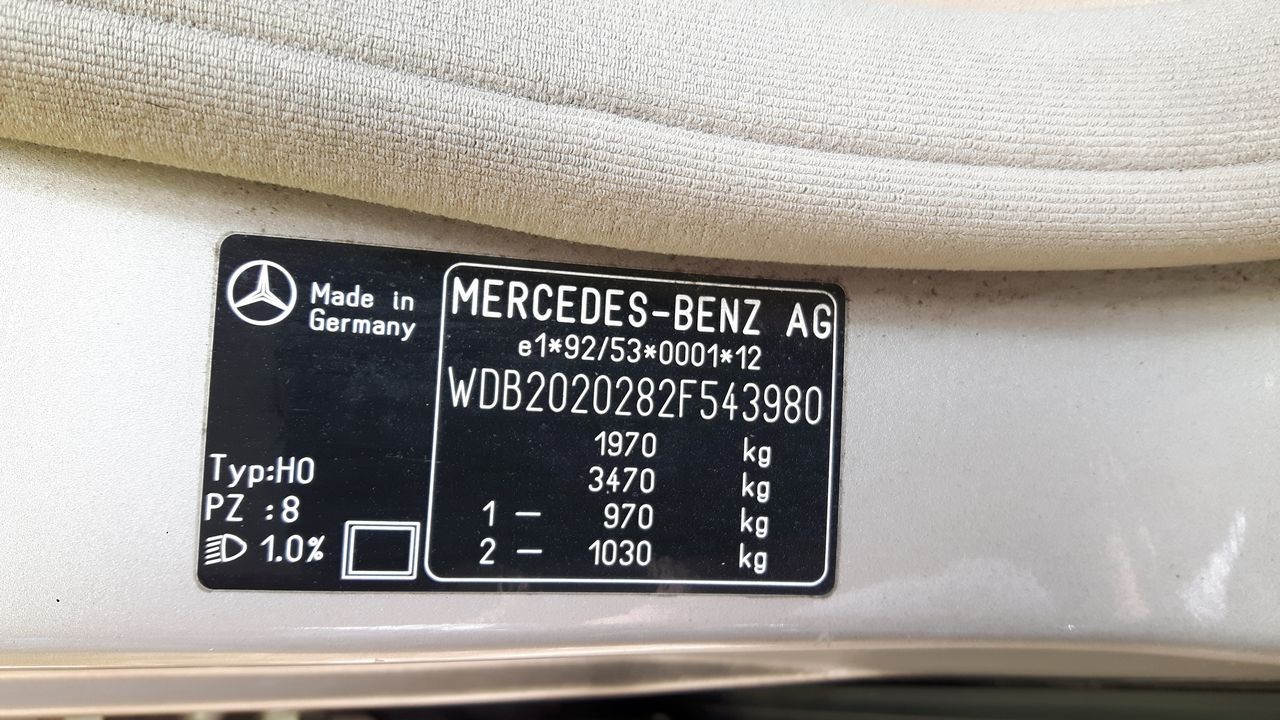 Made in
Germany
Typ:H0
PZ :8
1.0%
MERCEDES-BENZ AG
e1*92/53*0001*12
WDB2020282F543980
1970 kg
3470 kg
1 – 970 kg
2 – 1030 kg